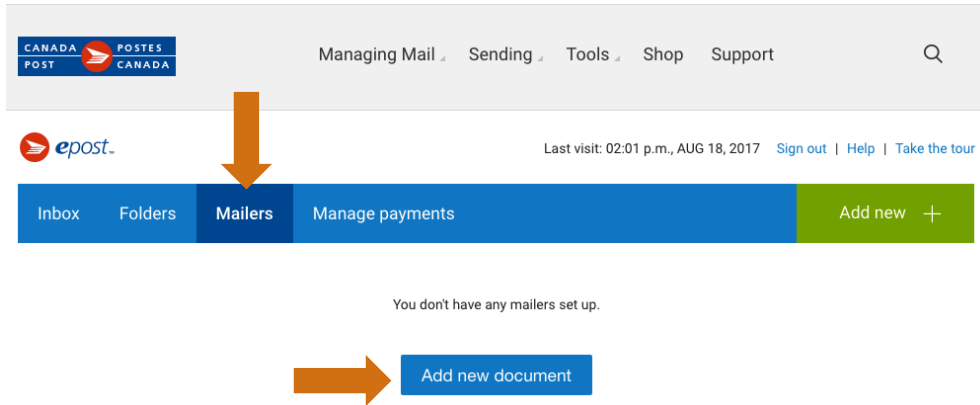 CANADA POSTES
POST CANADA
Managing Mail Sending Tools Shop Support
epost™
Last visit: 02:01 p.m., AUG 18, 2017 Sign out | Help | Take the tour
Inbox Folders Mailers Manage payments Add new +
You don't have any mailers set up.
Add new document